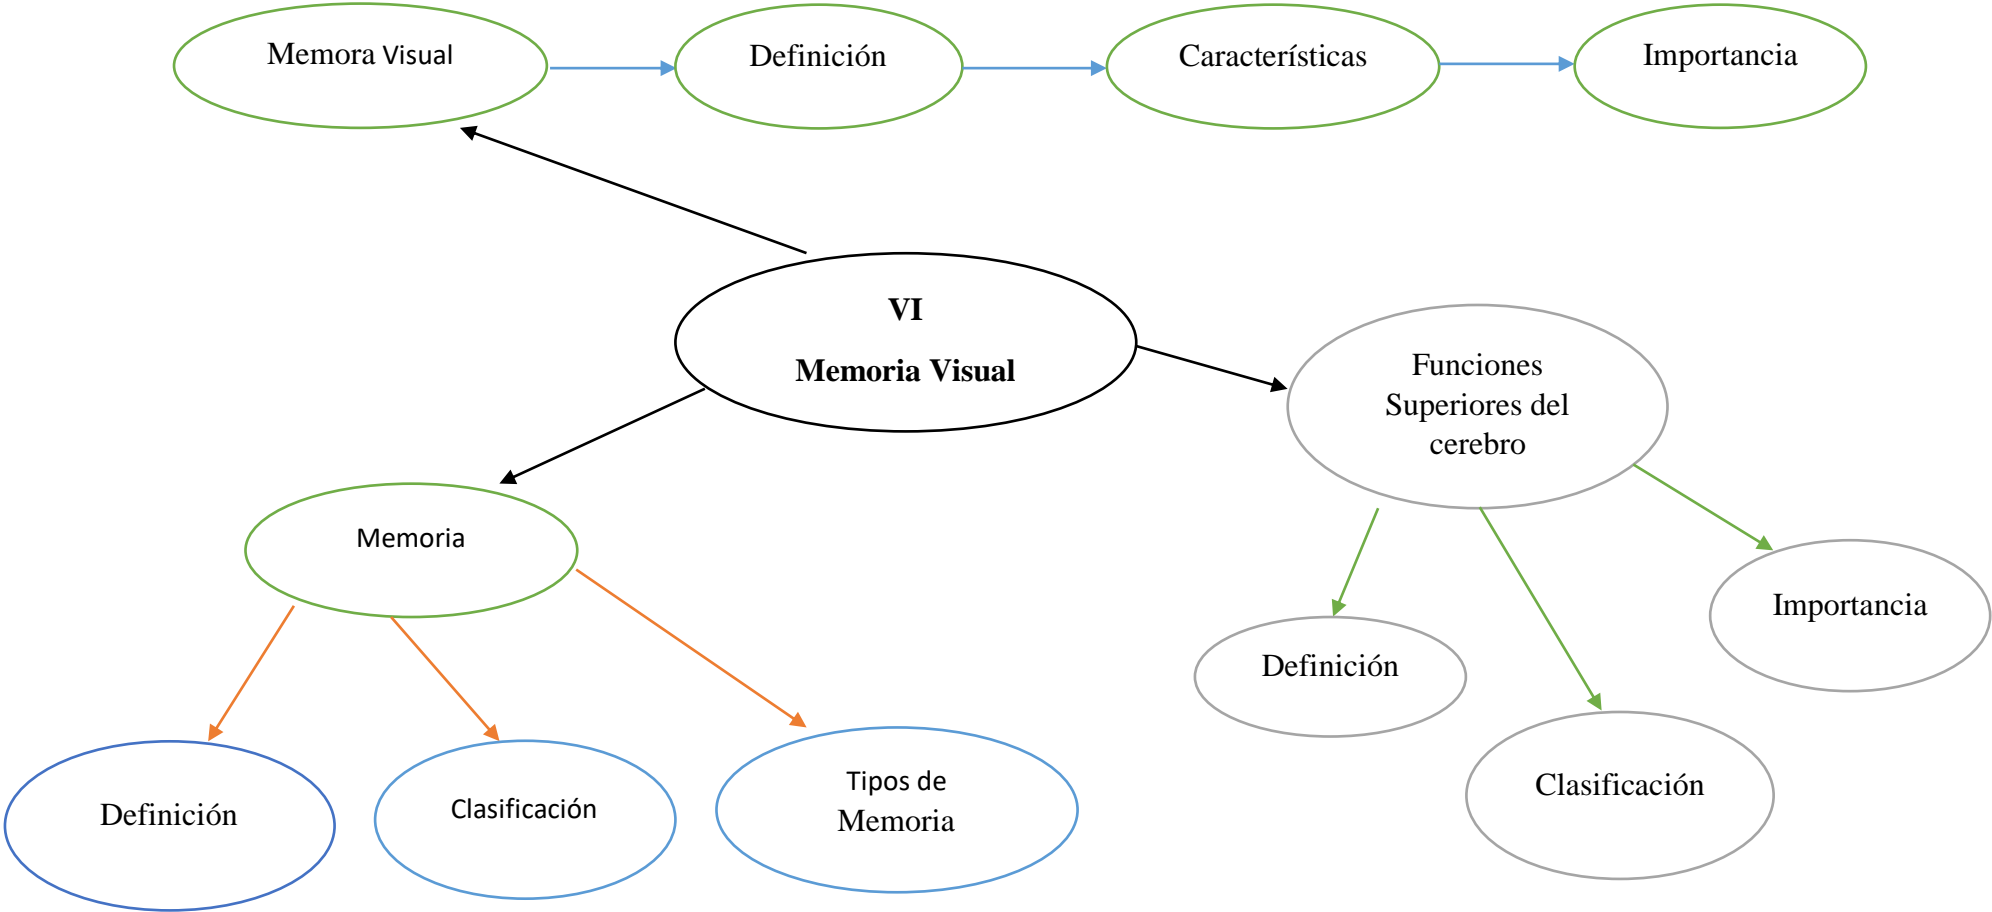 Memora Visual
Definición
Características
Importancia
VI
Memoria Visual
Funciones
Superiores del
cerebro
Memoria
Importancia
Definición
Clasificación
Definición
Clasificación
Tipos de
Memoria